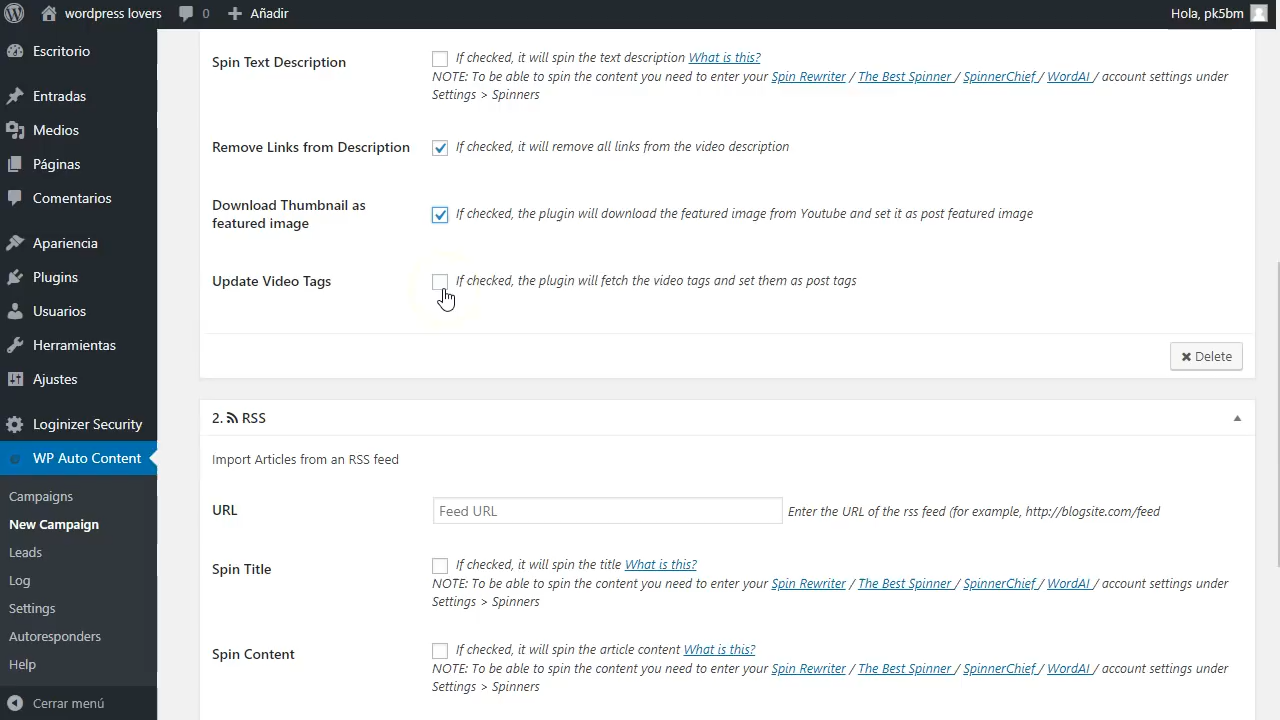 wordpress lovers
0
Añadir
Hola, pk5bm
Escritorio
Entradas
Medios
Páginas
Comentarios
Apariencia
Plugins
Usuarios
Herramientas
Ajustes
Loginizer Security
WP Auto Content
Campaigns
New Campaign
Leads
Log
Settings
Autoresponders
Help
Cerrar menú
Spin Text Description
If checked, it will spin the text description What is this?
NOTE: To be able to spin the content you need to enter your Spin Rewriter / The Best Spinner / SpinnerChief / WordAI / account settings under
Settings > Spinners
Remove Links from Description
If checked, it will remove all links from the video description
Download Thumbnail as
featured image
If checked, the plugin will download the featured image from Youtube and set it as post featured image
Update Video Tags
If checked, the plugin will fetch the video tags and set them as post tags
Delete
2. RSS
Import Articles from an RSS feed
URL
Feed URL
Enter the URL of the rss feed (for example, http://blogsite.com/feed
Spin Title
If checked, it will spin the title What is this?
NOTE: To be able to spin the content you need to enter your Spin Rewriter / The Best Spinner / SpinnerChief / WordAI / account settings under
Settings > Spinners
Spin Content
If checked, it will spin the article content What is this?
NOTE: To be able to spin the content you need to enter your Spin Rewriter / The Best Spinner / SpinnerChief / WordAI / account settings under
Settings > Spinners